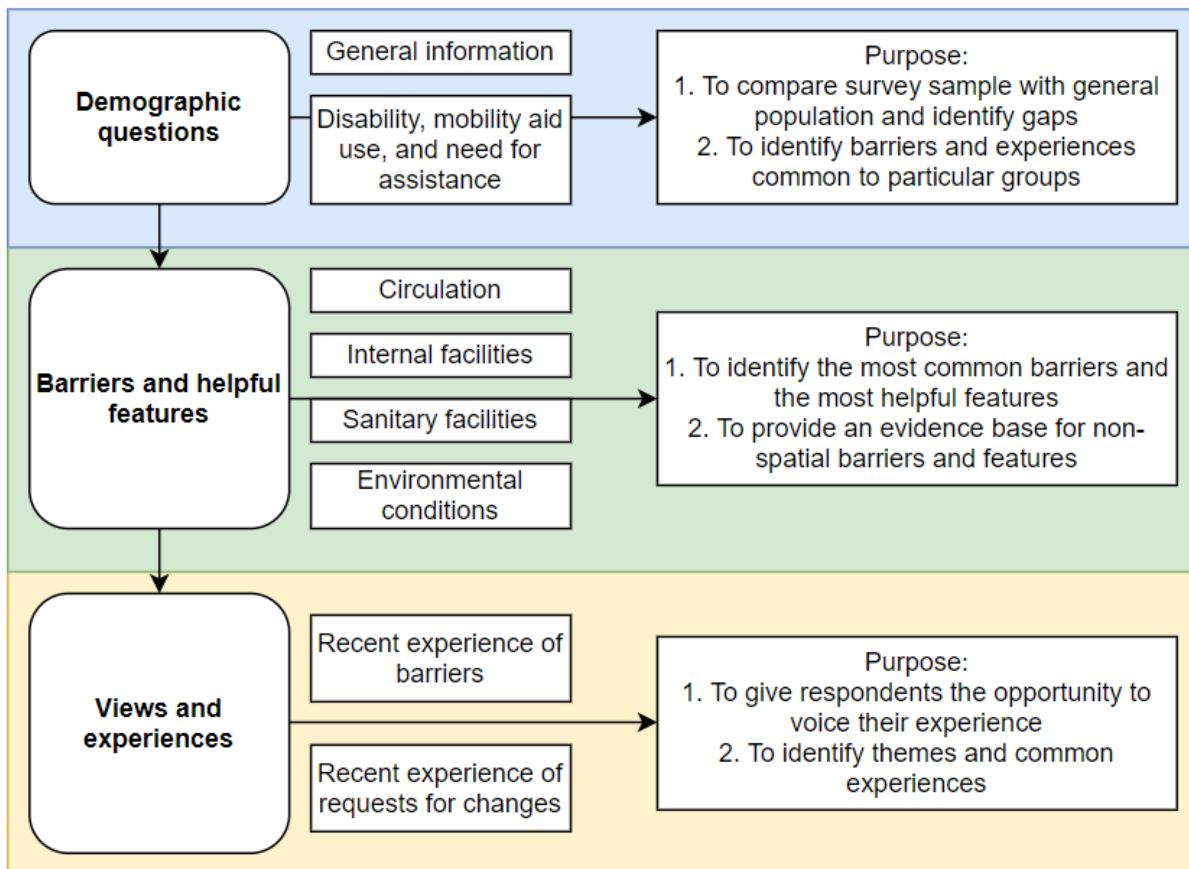 Demographic
questions
General information
Disability, mobility aid
use, and need for
assistance
Purpose:
1. To compare survey sample with general
population and identify gaps
2. To identify barriers and experiences
common to particular groups
Barriers and helpful
features
Circulation
Internal facilities
Sanitary facilities
Environmental
conditions
Purpose:
1. To identify the most common barriers and
the most helpful features
2. To provide an evidence base for non-
spatial barriers and features
Views and
experiences
Recent experience of
barriers
Recent experience of
requests for changes
Purpose:
1. To give respondents the opportunity to
voice their experience
2. To identify themes and common
experiences